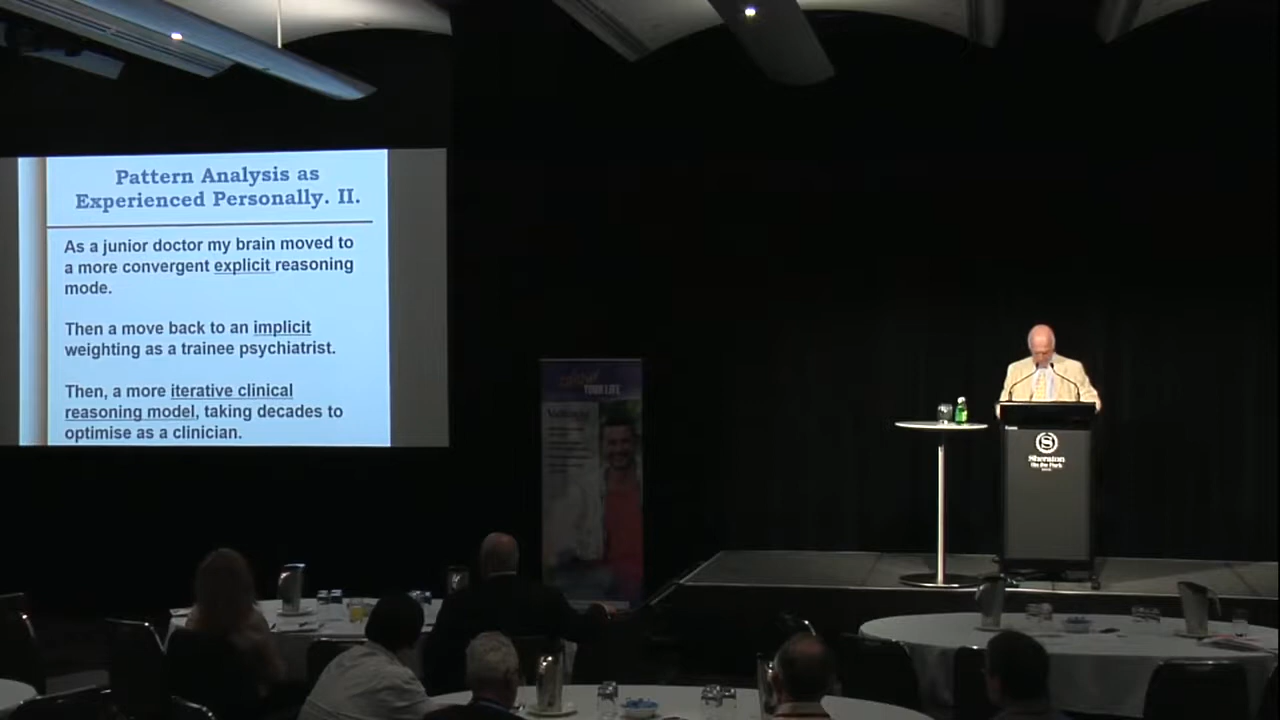 Pattern Analysis as
Experienced Personally. II.
As a junior doctor my brain moved to
a more convergent explicit reasoning
mode.
Then a move back to an implicit
weighting as a trainee psychiatrist.
Then, a more iterative clinical
reasoning model, taking decades to
optimise as a clinician.
YOUR LIFE
S
Sheraton
On the Park